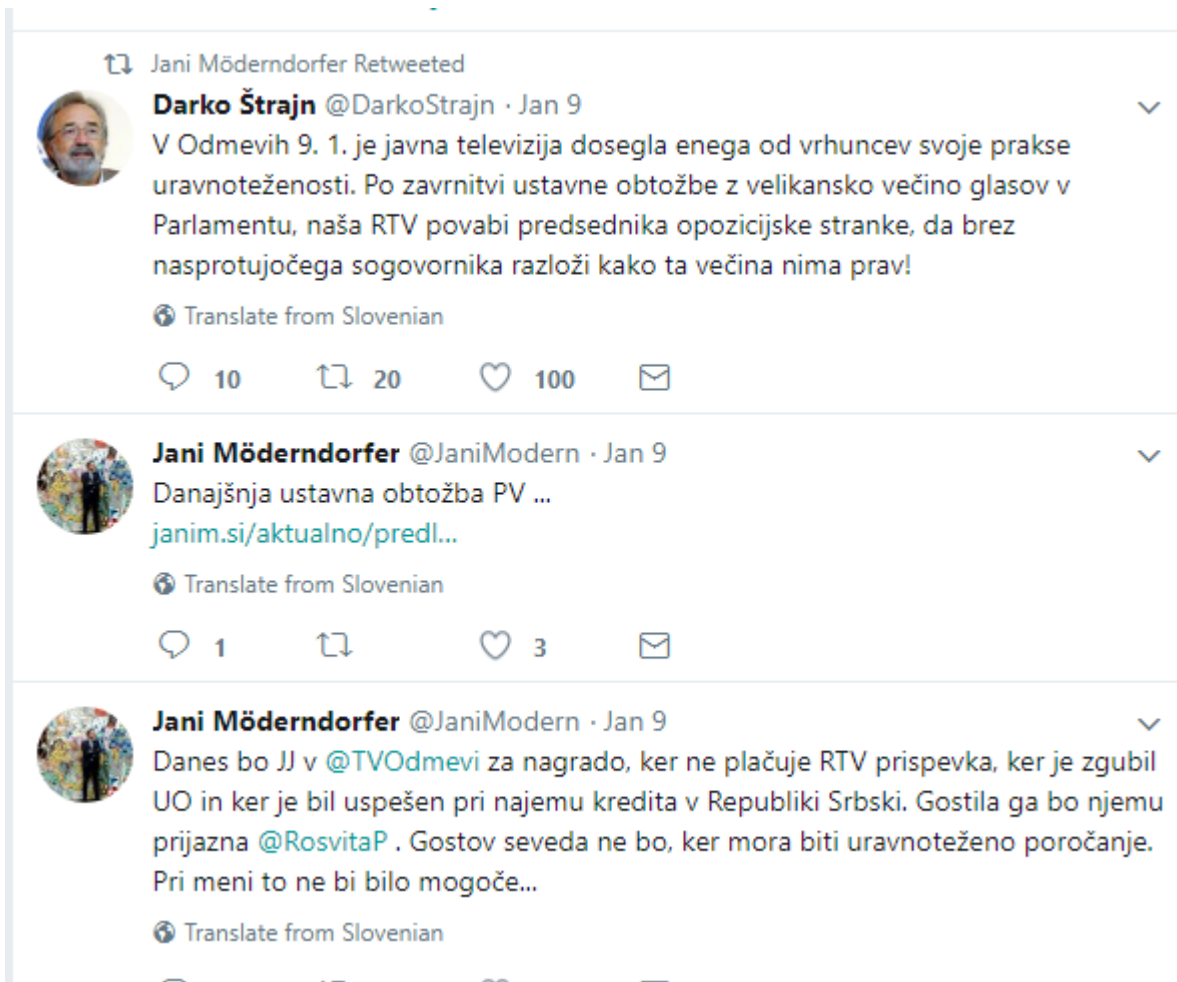 Jani Möderndorfer Retweeted
Darko Štrajn @DarkoStrajn · Jan 9
V Odmevih 9. 1. je javna televizija dosegla enega od vrhuncev svoje prakse
uravnoteženosti. Po zavrnitvi ustavne obtožbe z velikansko večino glasov v
Parlamentu, naša RTV povabi predsednika opozicijske stranke, da brez
nasprotujočega sogovornika razloži kako ta večina nima prav!
Translate from Slovenian
10 20 100
Jani Möderndorfer @JaniModern · Jan 9
Danajšnja ustavna obtožba PV ...
janim.si/aktualno/predl...
Translate from Slovenian
1 3
Jani Möderndorfer @JaniModern · Jan 9
Danes bo JJ v @TVOdmevi za nagrado, ker ne plačuje RTV prispevka, ker je zgubil
UO in ker je bil uspešen pri najemu kredita v Republiki Srbski. Gostila ga bo njemu
prijazna @RosvitaP . Gostov seveda ne bo, ker mora biti uravnoteženo poročanje.
Pri meni to ne bi bilo mogoče...
Translate from Slovenian